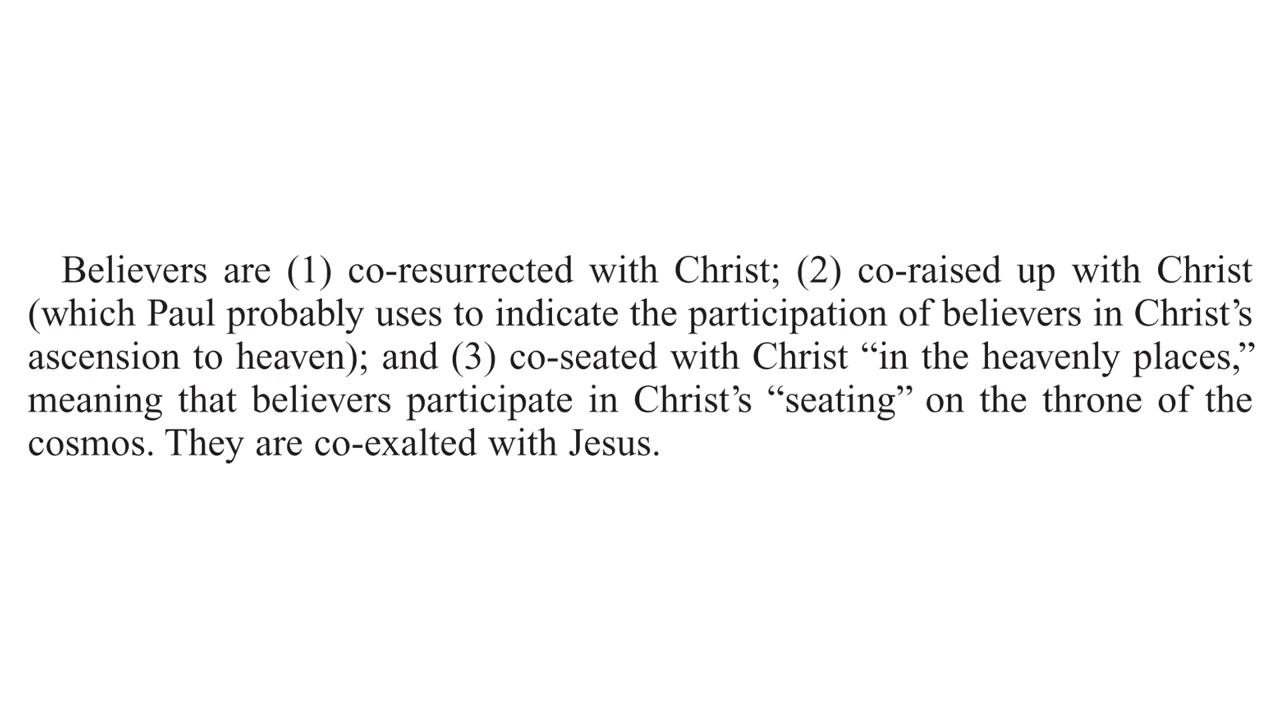 Believers are (1) co-resurrected with Christ; (2) co-raised up with Christ
(which Paul probably uses to indicate the participation of believers in Christ’s
ascension to heaven); and (3) co-seated with Christ “in the heavenly places,”
meaning that believers participate in Christ’s “seating” on the throne of the
cosmos. They are co-exalted with Jesus.